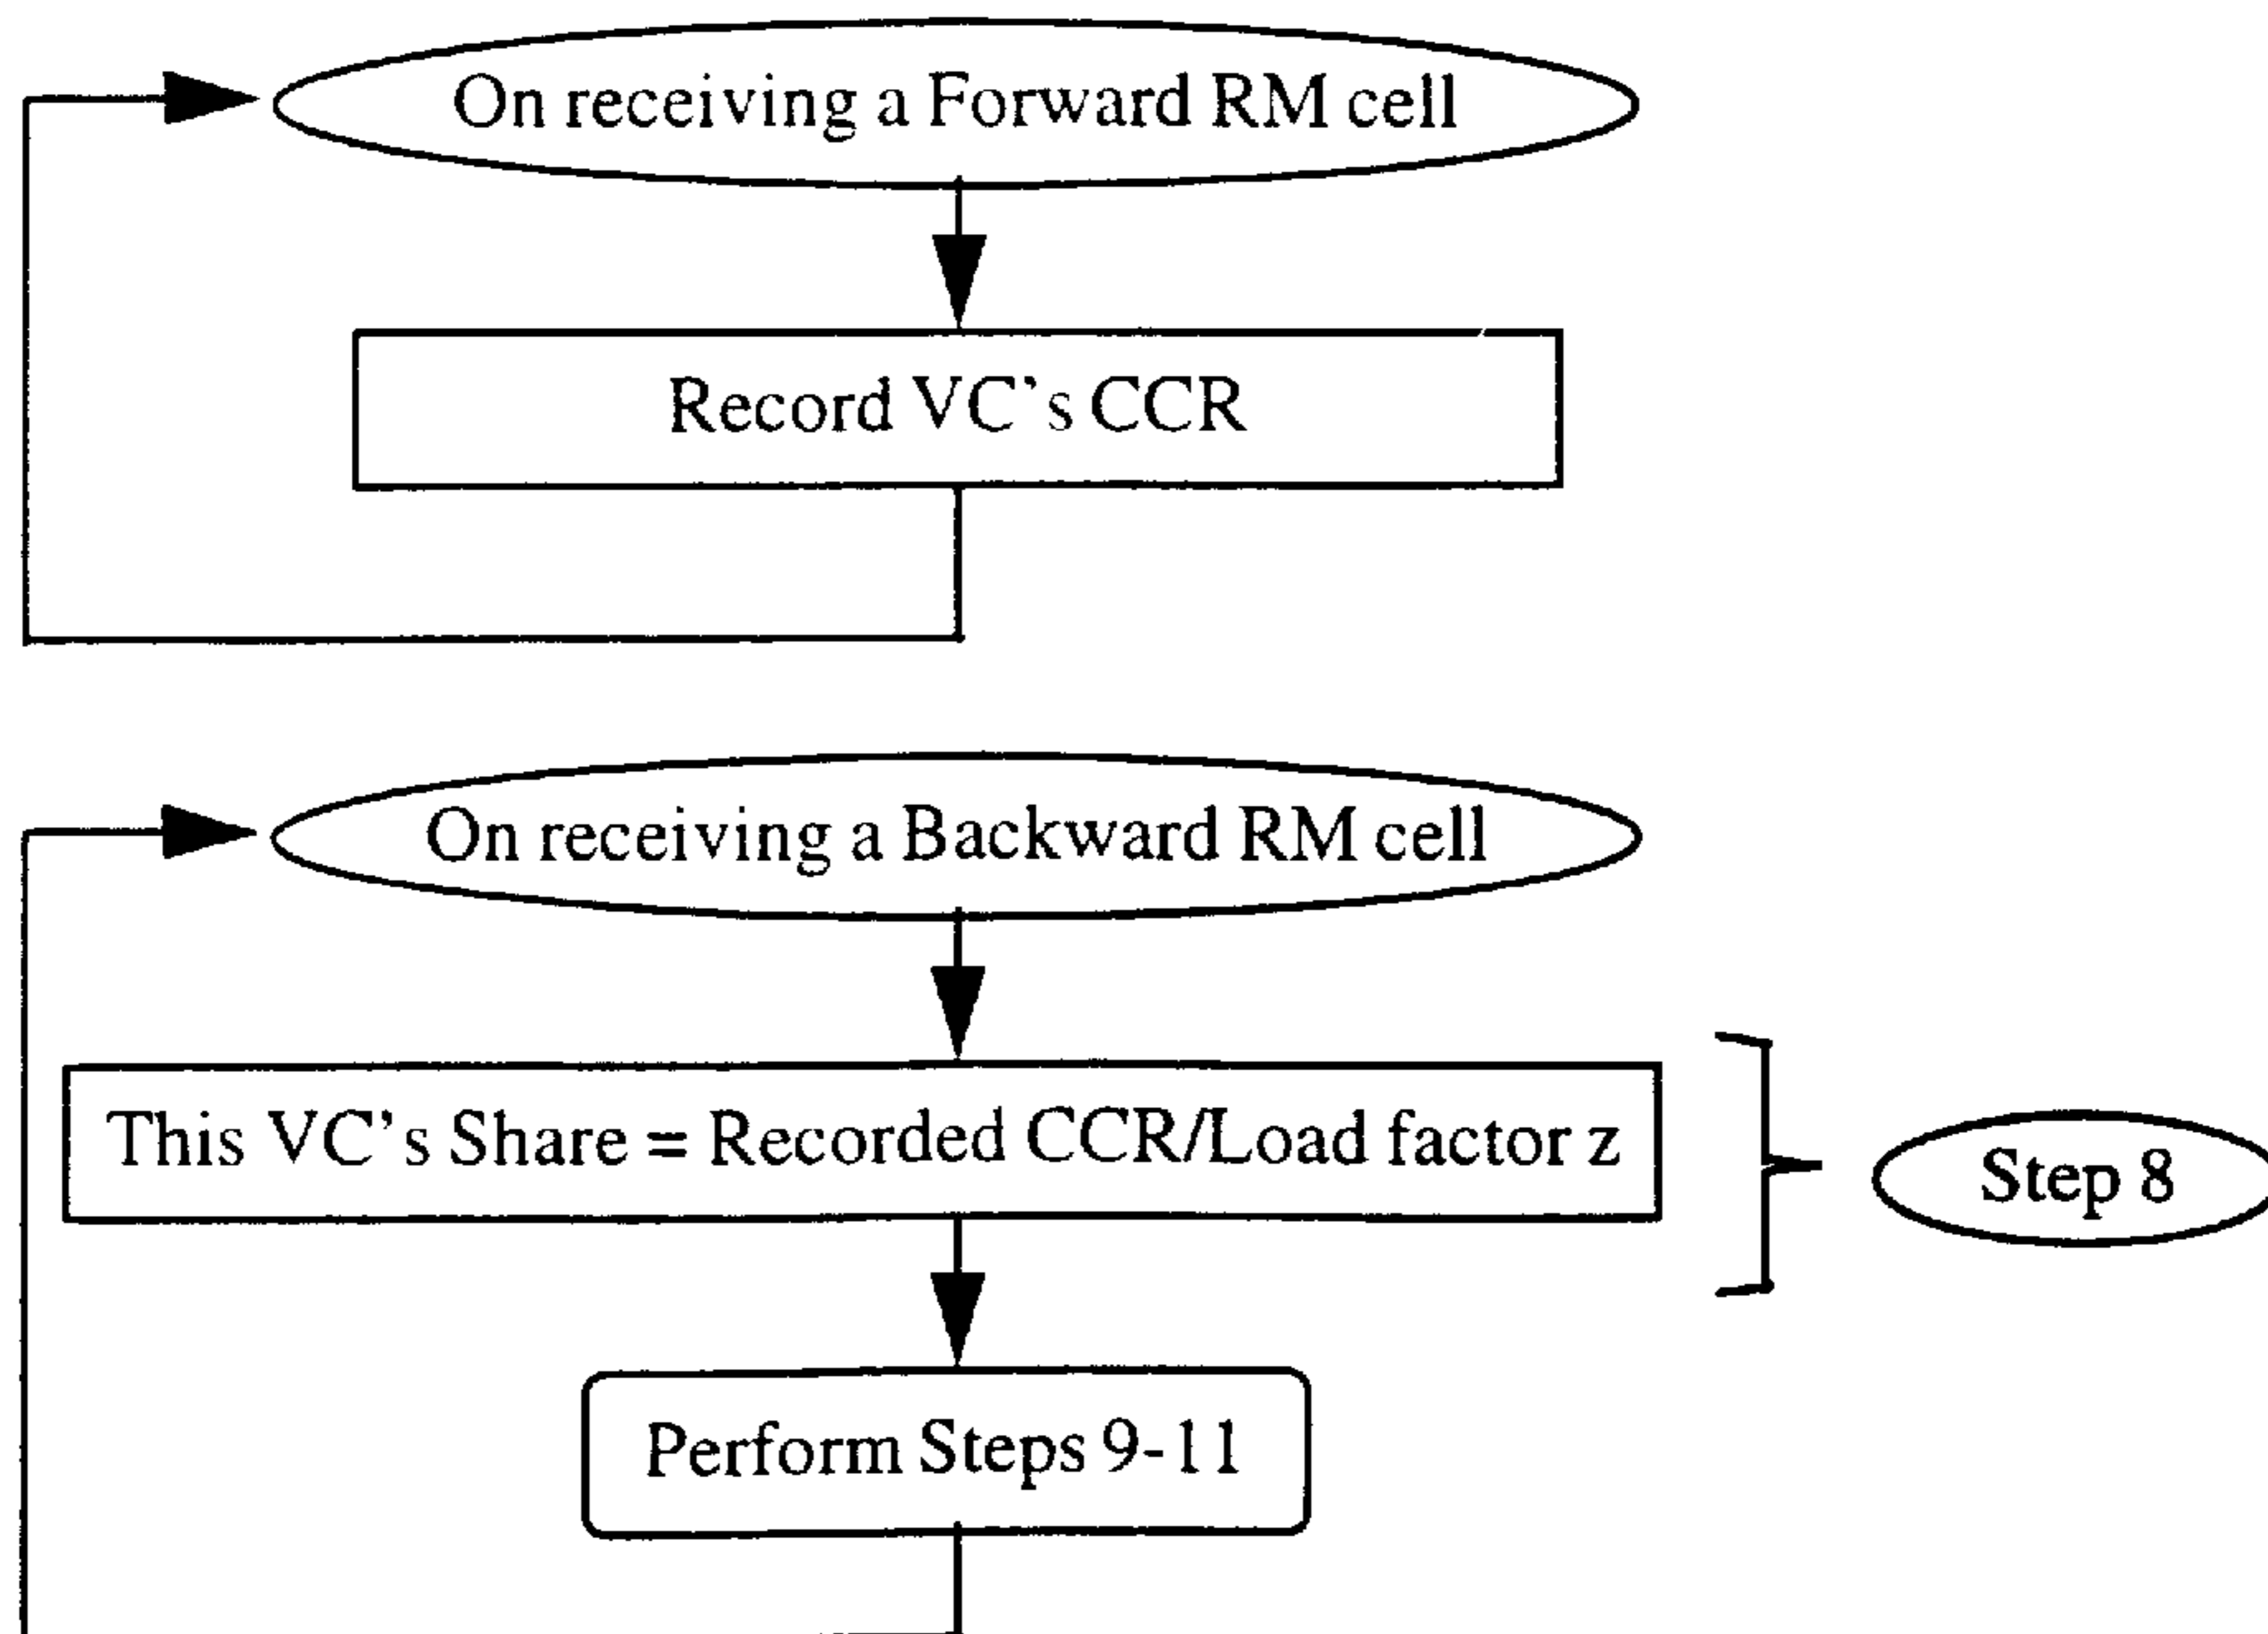 On receiving a Forward RM cell
Record VC's CCR
On receiving a Backward RM cell
This VC's Share = Recorded CCR/Load factor z
Step 8
Perform Steps 9-11